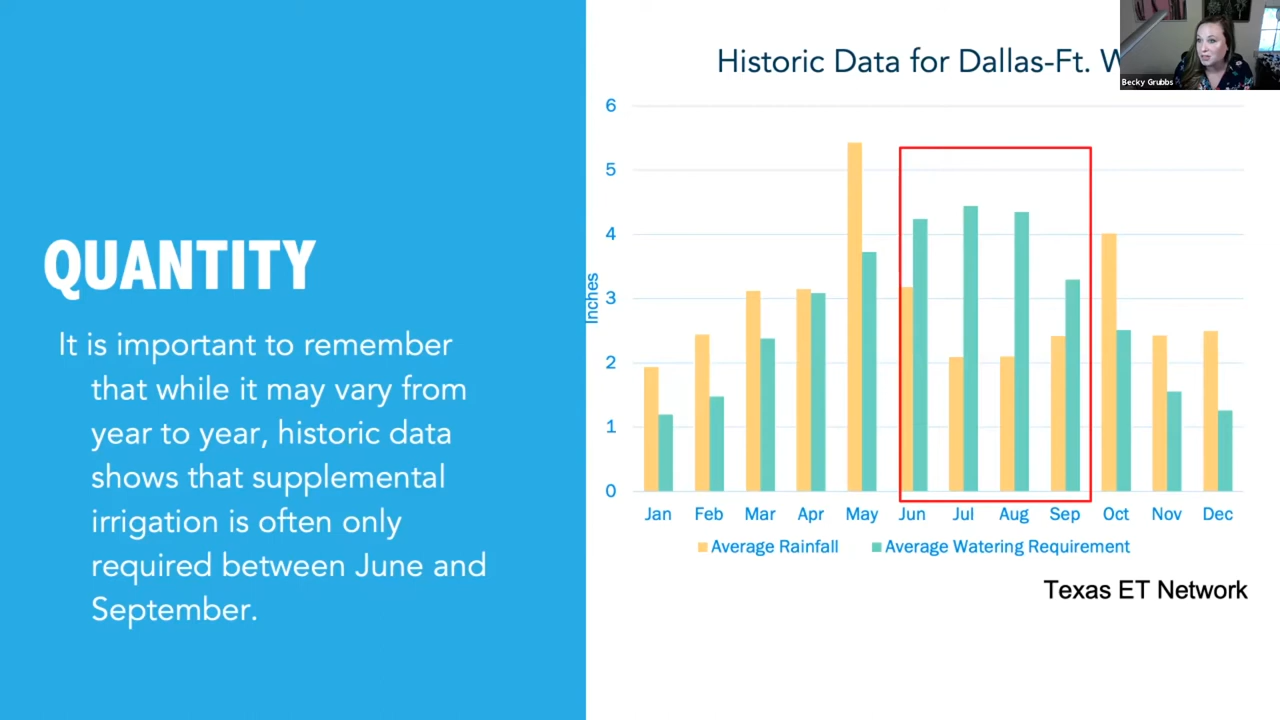 QUANTITY
It is important to remember
that while it may vary from
year to year, historic data
shows that supplemental
irrigation is often only
required between June and
September.
Historic Data for Dallas-Ft.
Becky Grubbs
6
5
4
3
2
1
0
Inches
Jan Feb Mar Apr May Jun Jul Aug Sep Oct Nov Dec
Average Rainfall Average Watering Requirement
Texas ET Network